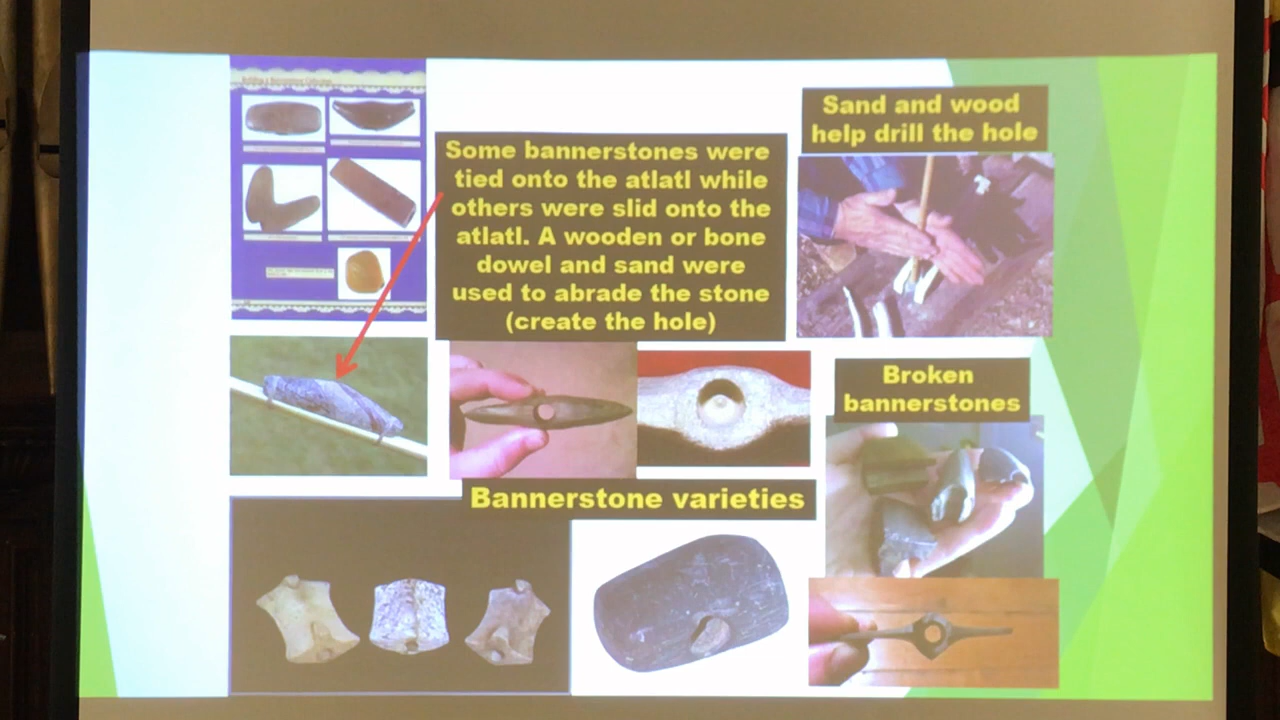 Some bannerstones were
tied onto the atlatl while
others were slid onto the
atlatl. A wooden or bone
dowel and sand were
used to abrade the stone
(create the hole)
Sand and wood
help drill the hole
Broken
bannerstones
Bannerstone varieties